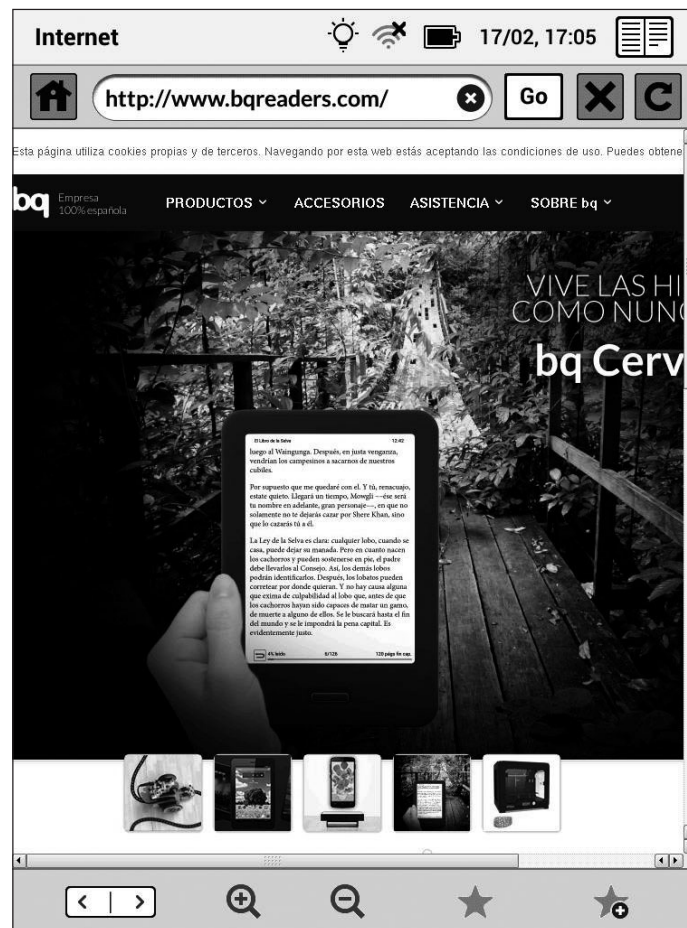 Internet
17/02, 17:05
http://www.bqreaders.com/
Go
Esta página utiliza cookies propias y de terceros. Navegando por esta web estás aceptando las condiciones de uso. Puedes obtene
bq Empresa
100% española
PRODUCTOS
ACCESORIOS
ASISTENCIA
SOBRE bq
VIVE LAS HI
COMO NUNC
bq Cerv
El Libro de la Selva 12:42
luego al Waingunga. Después, en justa venganza,
vendrían los campesinos a sacarnos de nuestros
cubiles.
Por supuesto que me quedaré con el. Y tú, renacuajo,
estate quieto. Llegará un tiempo, Mowgli —ése será
tu nombre en adelante, gran personaje—, en que no
solamente no te dejarás cazar por Shere Khan, sino
que lo cazarás tú a él.
La Ley de la Selva es clara: cualquier lobo, cuando se
casa, puede dejar su manada. Pero en cuanto nacen
los cachorros y pueden sostenerse en pie, el padre
debe llevarlos al Consejo. Así, los demás lobos
podrán identificarlos. Después, los lobatos pueden
corretear por donde quieran. Y no hay causa alguna
que exima de culpabilidad al lobo que, antes de que
los cachorros hayan sido capaces de matar un gamo,
de muerte a alguno de ellos. Se le buscará hasta el fin
del mundo y se le impondrá la pena capital. Es
evidentemente justo.
4% leído 6/126 120 págs fin cap.